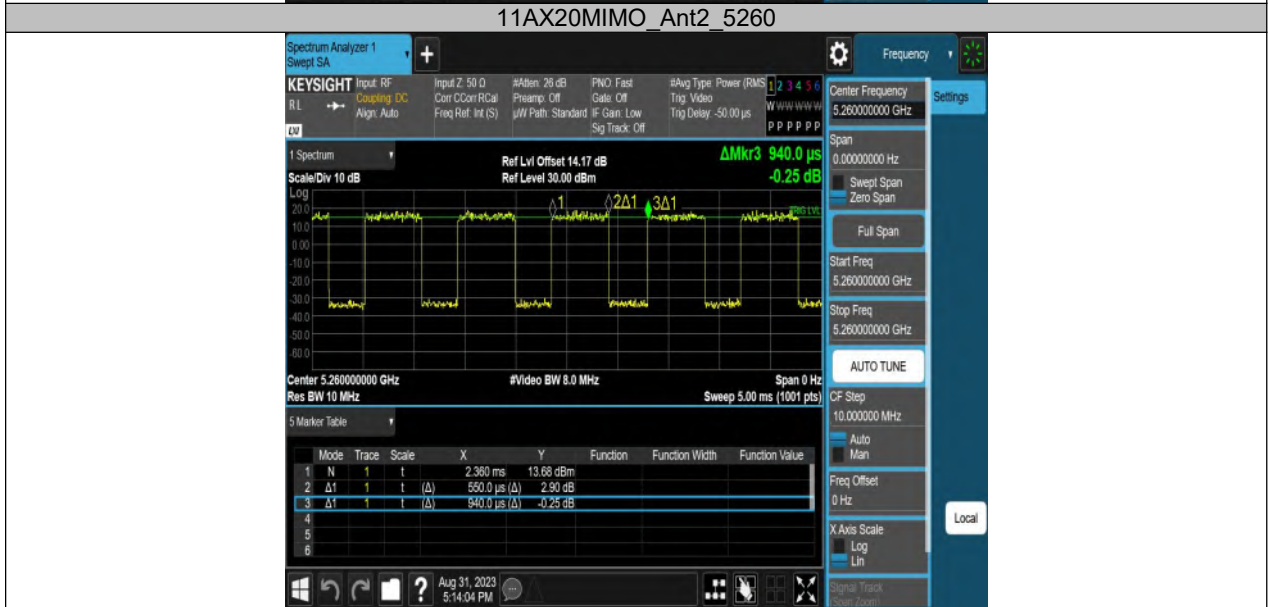 11AX20MIMO_Ant2_5260
Spectrum Analyzer 1
Swept SA
+
Frequency
KEYSIGHT
RL
LXI
Input: RF
Coupling: DC
Align: Auto
Input Z: 50 Ω
Corr CCorr RCal
Freq Ref: Int (S)
#Atten: 26 dB
Preamp: Off
µW Path: Standard
PNO: Fast
Gate: Off
IF Gain: Low
Sig Track: Off
#Avg Type: Power (RMS
Trig: Video
Trig Delay: -50.00 µs
1 2 3 4 5 6
W W W W W W
P P P P P P
Center Frequency
5.260000000 GHz
Settings
Span
0.00000000 Hz
Swept Span
Zero Span
Full Span
Start Freq
5.260000000 GHz
Stop Freq
5.260000000 GHz
AUTO TUNE
CF Step
10.000000 MHz
Auto
Man
Freq Offset
0 Hz
X Axis Scale
Log
Lin
Signal Track
(Span Zoom)
Local
1 Spectrum
Scale/Div 10 dB
Ref Lvl Offset 14.17 dB
Ref Level 30.00 dBm
ΔMkr3 940.0 µs
-0.25 dB
Log
20.0
10.0
0.00
-10.0
-20.0
-30.0
-40.0
-50.0
-60.0
1
2Δ1
3Δ1
TRIG LVL
Center 5.260000000 GHz
#Video BW 8.0 MHz
Span 0 Hz
Res BW 10 MHz
Sweep 5.00 ms (1001 pts)
5 Marker Table
Mode Trace Scale X Y Function Function Width Function Value
1 N 1 t 2.360 ms 13.68 dBm
2 Δ1 1 t (Δ) 550.0 µs (Δ) 2.90 dB
3 Δ1 1 t (Δ) 940.0 µs (Δ) -0.25 dB
4
5
6
?
Aug 31, 2023
5:14:04 PM